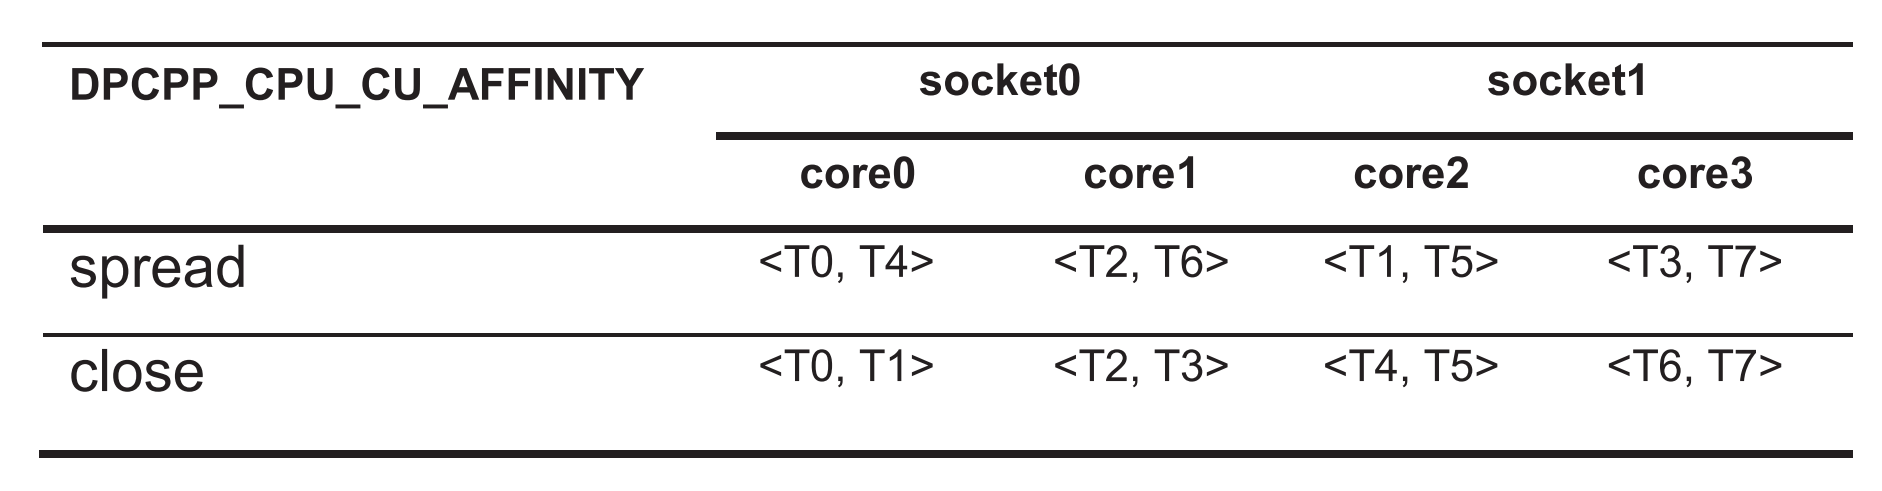 DPCPP_CPU_CU_AFFINITY socket0 socket1
core0 core1 core2 core3
spread <T0, T4> <T2, T6> <T1, T5> <T3, T7>
close <T0, T1> <T2, T3> <T4, T5> <T6, T7>